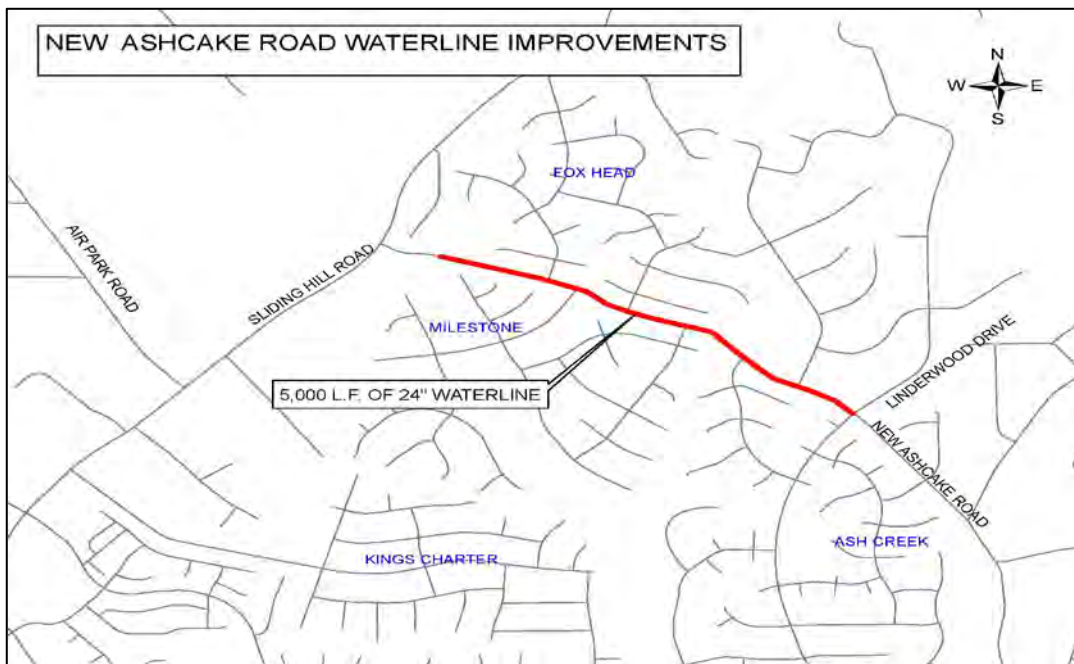 NEW ASHCAKE ROAD WATERLINE IMPROVEMENTS
N
W E
S
FOX HEAD
AIR PARK ROAD
SLIDING HILL ROAD
MILESTONE
LINDERWOOD DRIVE
5,000 L.F. OF 24" WATERLINE
NEW ASHCAKE ROAD
ASH CREEK
KINGS CHARTER